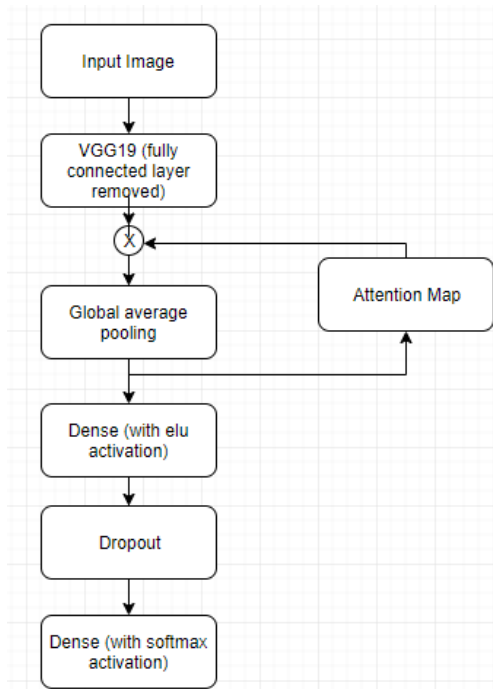 Input Image
VGG19 (fully
connected layer
removed)
X
Global average
pooling
Attention Map
Dense (with elu
activation)
Dropout
Dense (with softmax
activation)